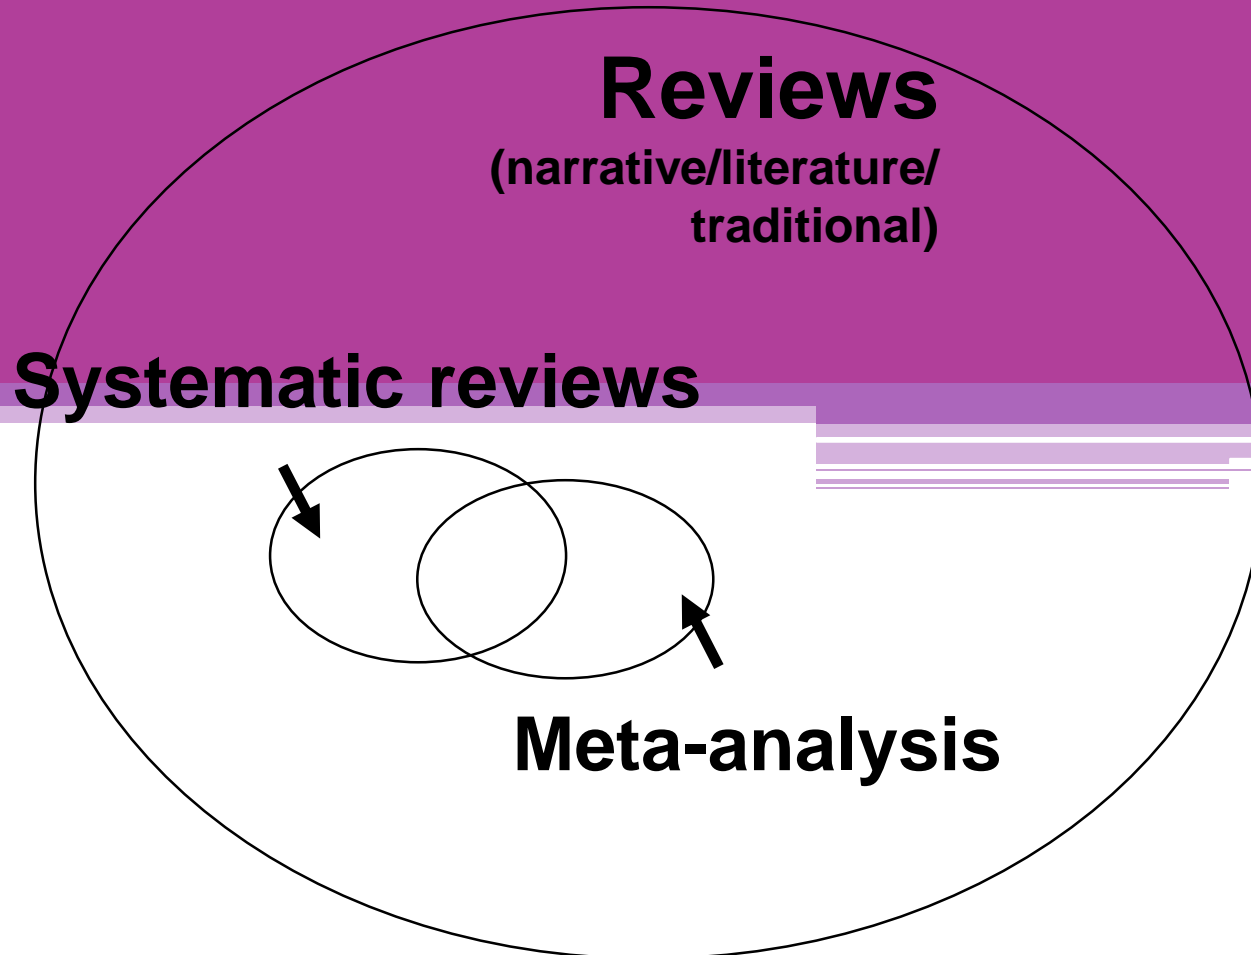 Reviews
(narrative/literature/
traditional)
Systematic reviews
Meta-analysis